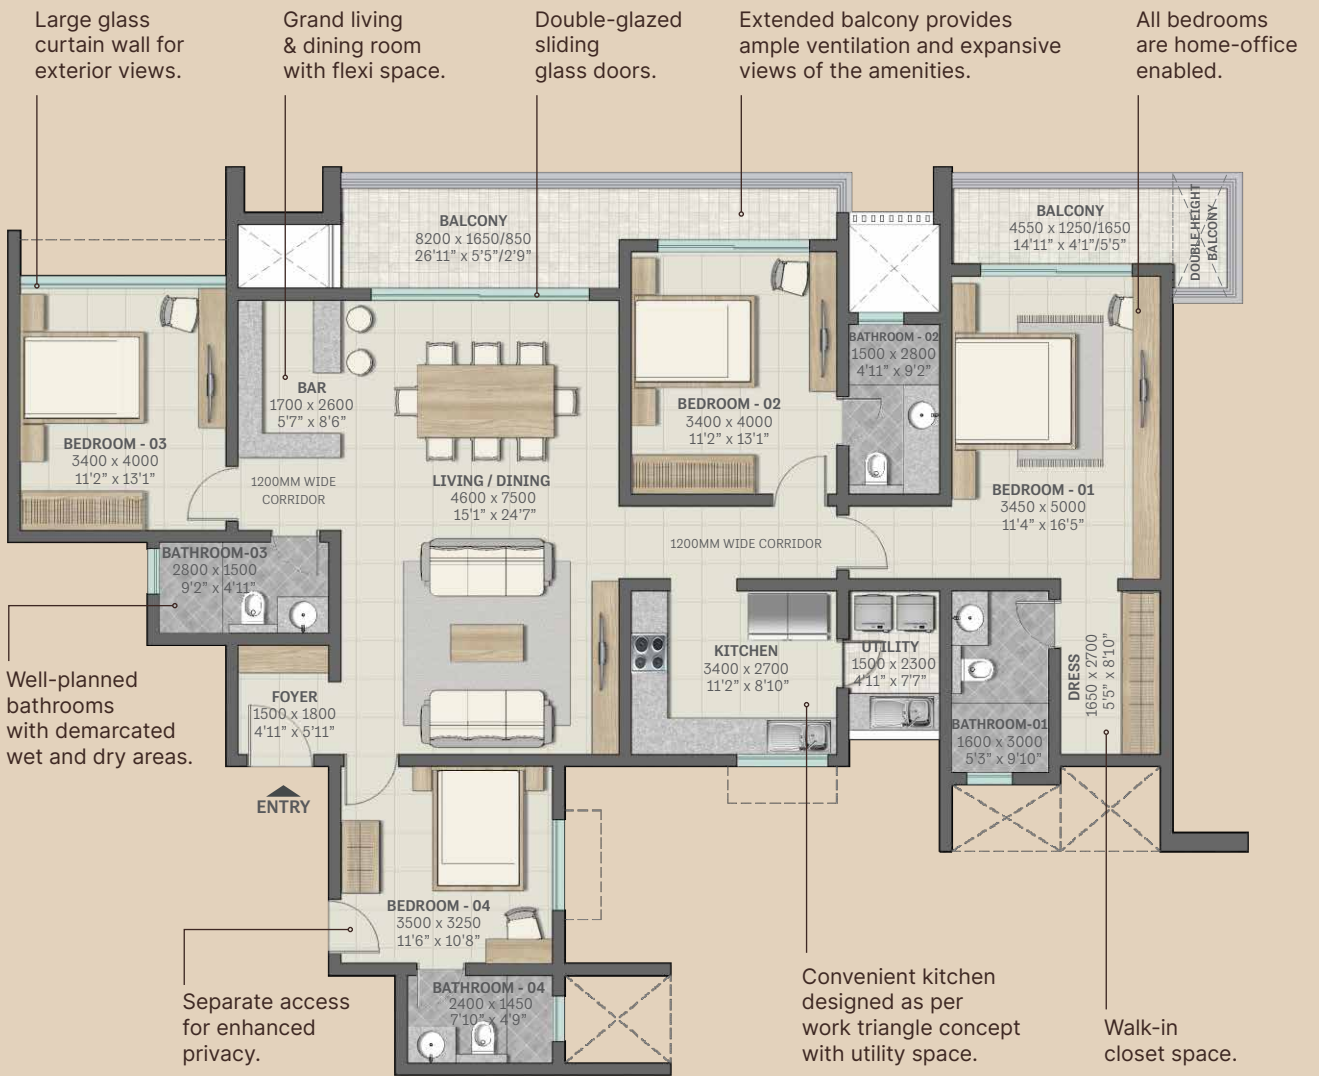 Large glass
curtain wall for
exterior views.
Grand living
& dining room
with flexi space.
Double-glazed
sliding
glass doors.
Extended balcony provides
ample ventilation and expansive
views of the amenities.
All bedrooms
are home-office
enabled.
BALCONY
8200 x 1650/850
26'11" x 5'5"/2'9"
BALCONY
4550 x 1250/1650
14'11" x 4'1"/5'5"
DOUBLE HEIGHT
BALCONY
BATHROOM - 02
1500 x 2800
4'11" x 9'2"
BAR
1700 x 2600
5'7" x 8'6"
BEDROOM - 02
3400 x 4000
11'2" x 13'1"
BEDROOM - 03
3400 x 4000
11'2" x 13'1"
1200MM WIDE
CORRIDOR
LIVING / DINING
4600 x 7500
15'1" x 24'7"
BEDROOM - 01
3450 x 5000
11'4" x 16'5"
1200MM WIDE CORRIDOR
BATHROOM-03
2800 x 1500
9'2" x 4'11"
KITCHEN
3400 x 2700
11'2" x 8'10"
UTILITY
1500 x 2300
4'11" x 7'7"
DRESS
1650 x 2700
5'5" x 8'10"
Well-planned
bathrooms
with demarcated
wet and dry areas.
FOYER
1500 x 1800
4'11" x 5'11"
BATHROOM-01
1600 x 3000
5'3" x 9'10"
ENTRY
BEDROOM - 04
3500 x 3250
11'6" x 10'8"
BATHROOM - 04
2400 x 1450
7'10" x 4'9"
Separate access
for enhanced
privacy.
Convenient kitchen
designed as per
work triangle concept
with utility space.
Walk-in
closet space.